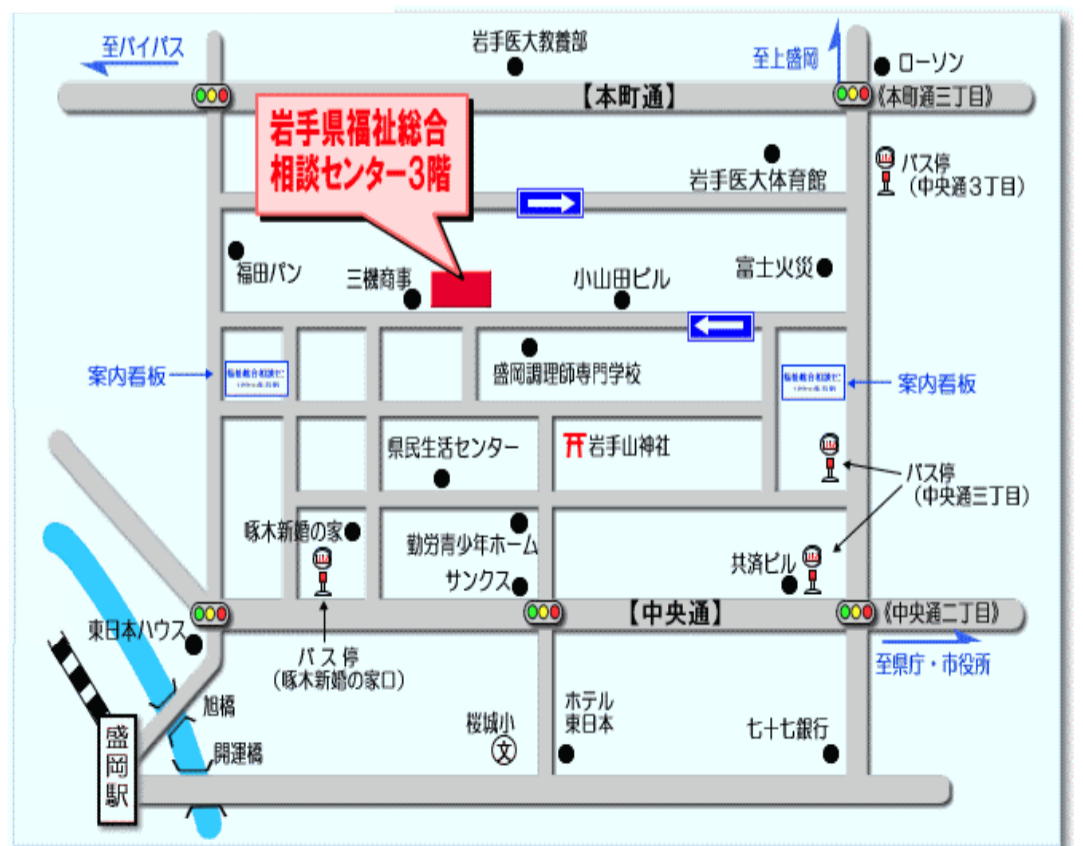 岩手医大教養部
至バイパス
至上盛岡
ローソン
【本町通】
《本町通三丁目》
岩手県福祉総合
相談センター3階
岩手医大体育館
バス停
(中央通3丁目)
福田パン
三機商事
小山田ビル
富士火災
案内看板
盛岡調理師専門学校
案内看板
県民生活センター
岩手山神社
バス停
(中央通三丁目)
啄木新婚の家
勤労青少年ホーム
サンクス
共済ビル
【中央通】
《中央通二丁目》
東日本ハウス
バス停
(啄木新婚の家口)
至県庁・市役所
旭橋
開運橋
盛岡駅
桜城小
文
ホテル
東日本
七十七銀行